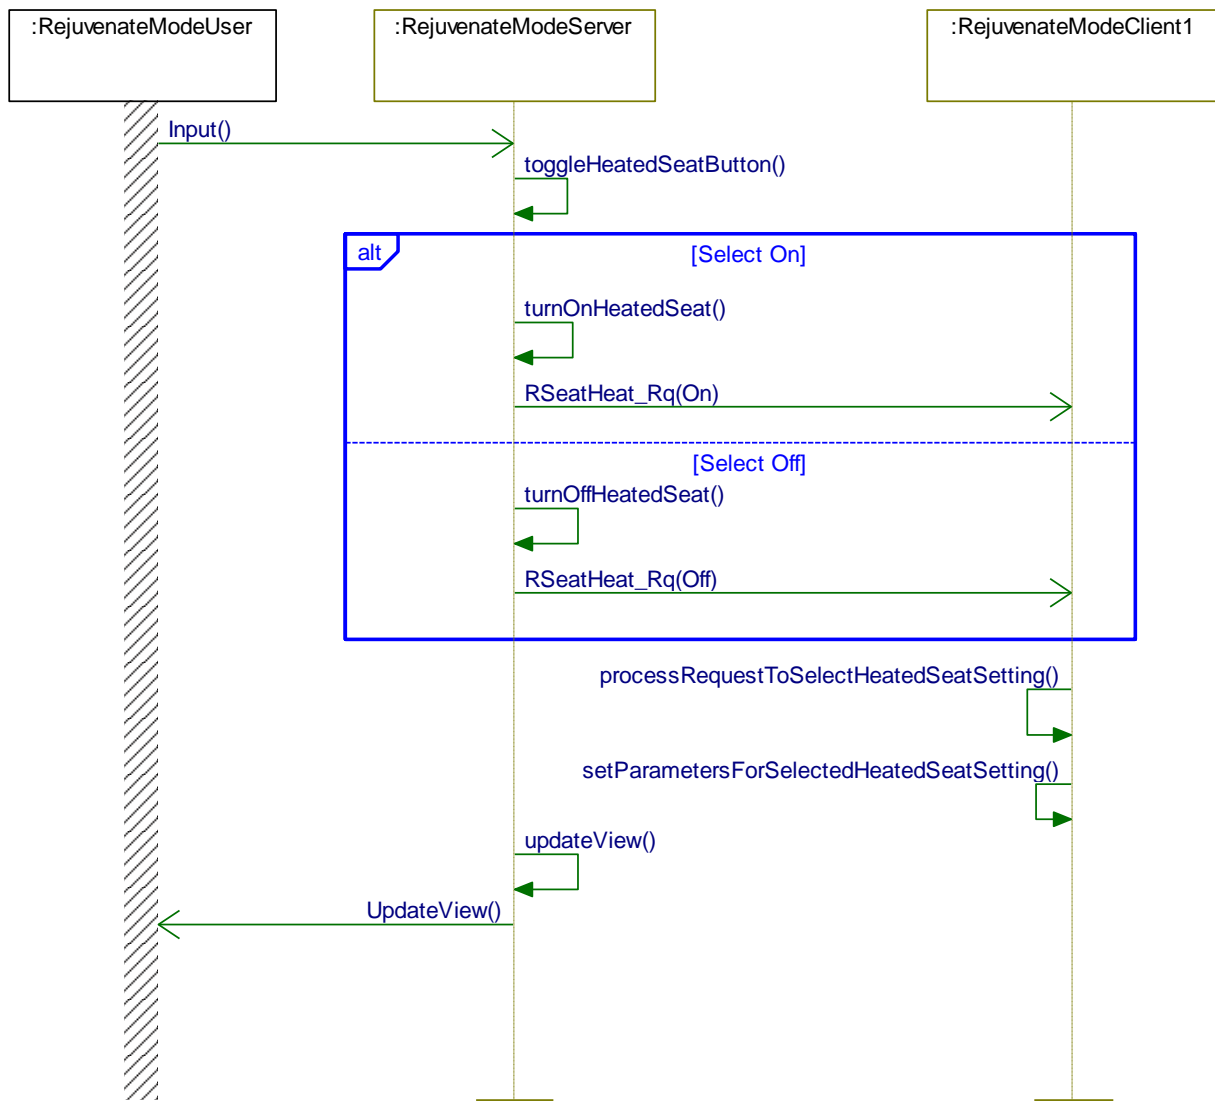 :RejuvenateModeUser
:RejuvenateModeServer
:RejuvenateModeClient1
Input()
toggleHeatedSeatButton()
alt
[Select On]
turnOnHeatedSeat()
RSeatHeat_Rq(On)
[Select Off]
turnOffHeatedSeat()
RSeatHeat_Rq(Off)
processRequestToSelectHeatedSeatSetting()
setParametersForSelectedHeatedSeatSetting()
updateView()
UpdateView()